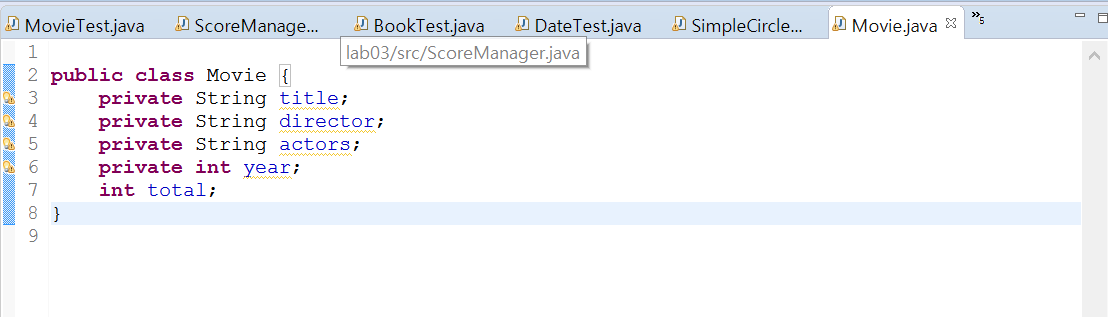 MovieTest.java ScoreManage... BookTest.java DateTest.java SimpleCircle... Movie.java »5
lab03/src/ScoreManager.java
1
2 public class Movie {
3 private String title;
4 private String director;
5 private String actors;
6 private int year;
7 int total;
8 }
9